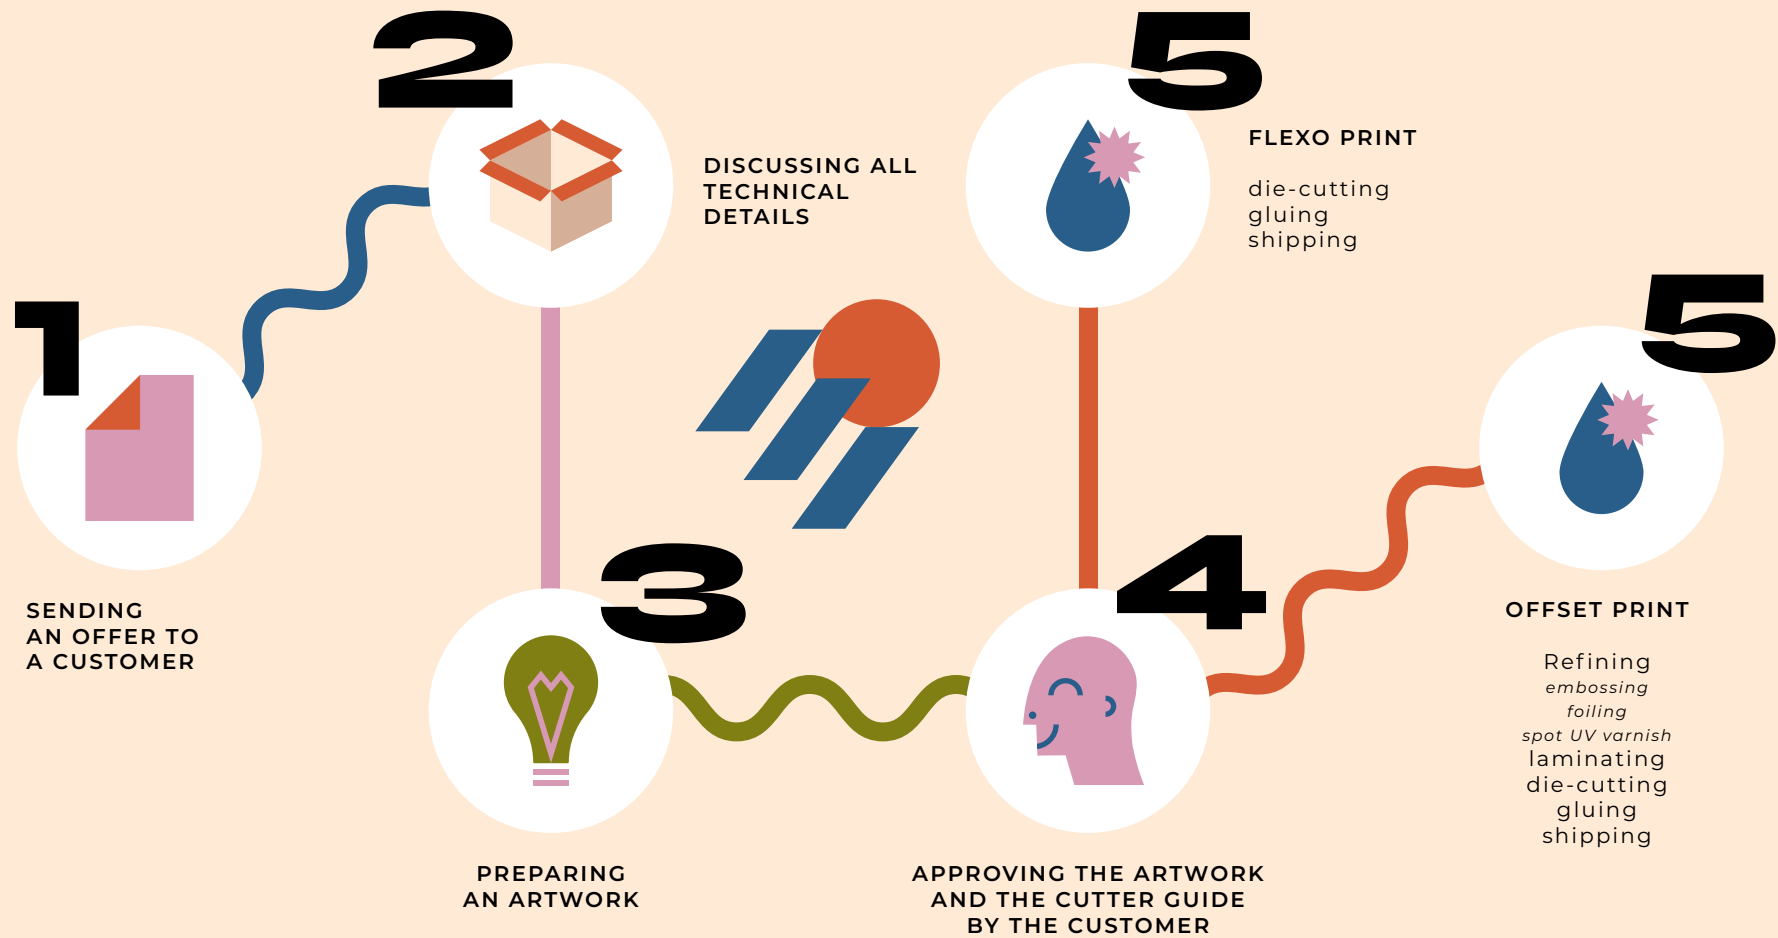 1
SENDING
AN OFFER TO
A CUSTOMER
2
DISCUSSING ALL
TECHNICAL
DETAILS
3
PREPARING
AN ARTWORK
4
APPROVING THE ARTWORK
AND THE CUTTER GUIDE
BY THE CUSTOMER
5
FLEXO PRINT
die-cutting
gluing
shipping
5
OFFSET PRINT
Refining
embossing
foiling
spot UV varnish
laminating
die-cutting
gluing
shipping